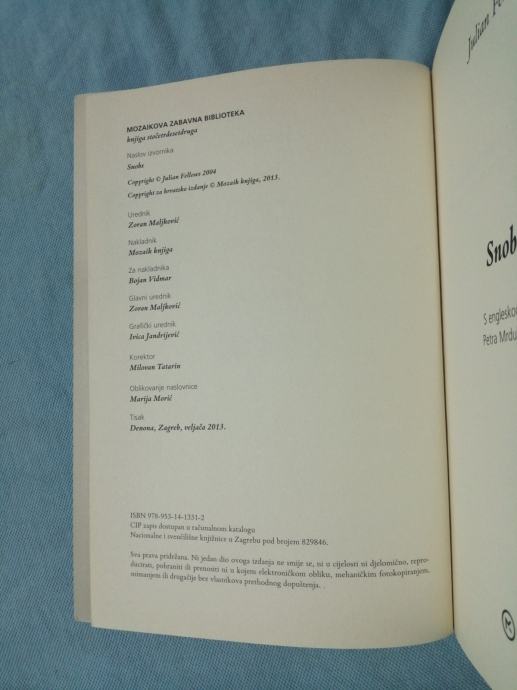 MOZAIKOVA ZABAVNA BIBLIOTEKA
knjiga stočetrdesetdruga
Naslov izvornika
Snobs
Copyright © Julian Fellows 2004
Copyright za hrvatsko izdanje © Mozaik knjiga, 2013.
Urednik
Zoran Maljković
Nakladnik
Mozaik knjiga
Za nakladnika
Bojan Vidmar
Glavni urednik
Zoran Maljković
Grafički urednik
Ivica Jandrijević
Korektor
Milovan Tatarin
Oblikovanje naslovnice
Marija Morić
Tisak
Denona, Zagreb, veljača 2013.
ISBN 978-953-14-1331-2
CIP zapis dostupan u računalnom katalogu
Nacionalne i sveučilišne knjižnice u Zagrebu pod brojem 829846.
Sva prava pridržana. Ni jedan dio ovoga izdanja ne smije se, ni u cijelosti ni djelomično, repro-
ducirati, pohraniti ili prenositi ni u kojem elektroničkom obliku, mehaničkim fotokopiranjem,
snimanjem ili drugačije bez vlasnikova prethodnog dopuštenja.
Julian
Snob
S engleskog
Petra Mrdu